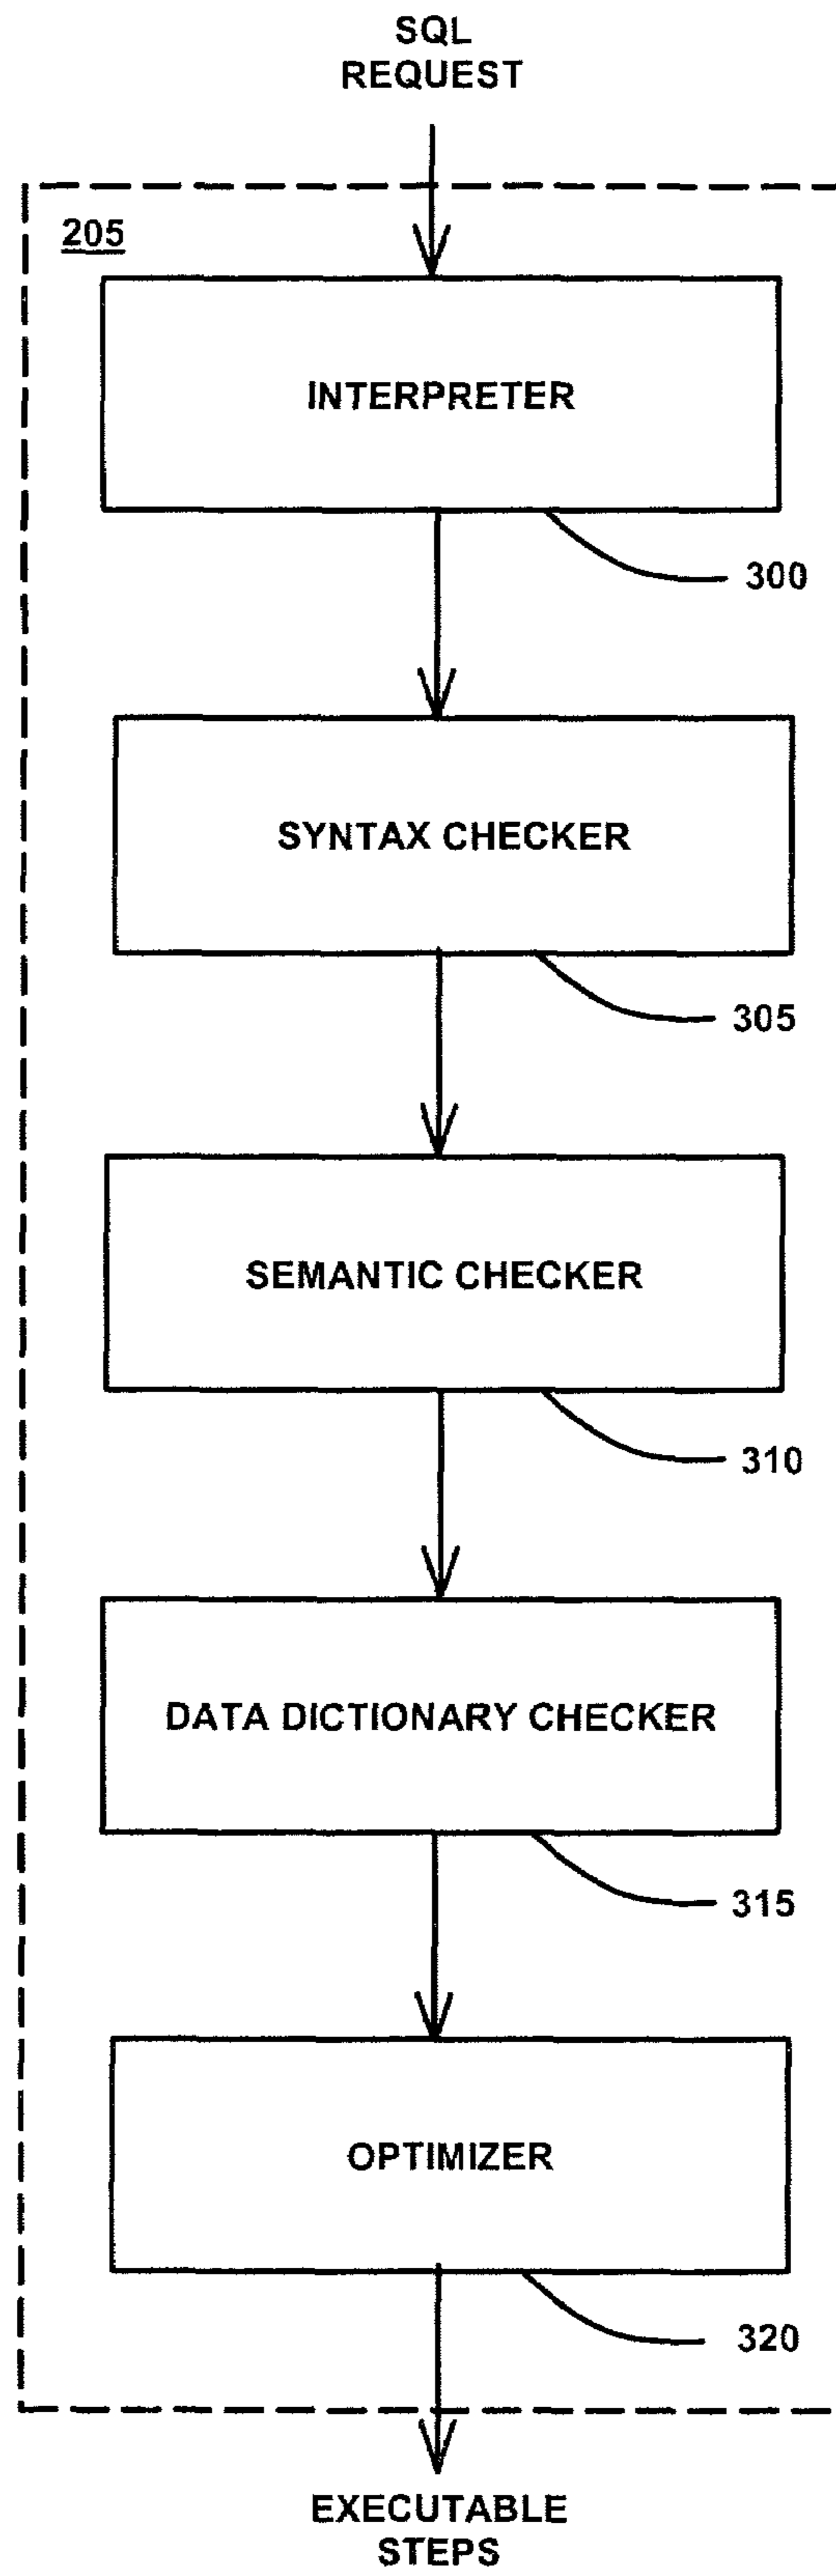 SQL
REQUEST
205
INTERPRETER
300
SYNTAX CHECKER
305
SEMANTIC CHECKER
310
DATA DICTIONARY CHECKER
315
OPTIMIZER
320
EXECUTABLE
STEPS